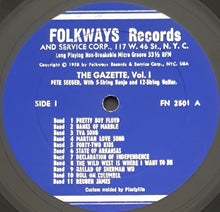 FOLKWAYS Records
AND SERVICE CORP., 117 W. 46 St., N.Y.C.
Long Playing Non-Breakable Micro Groove 33⅓ RPM
Copyright © 1958 by Folkways Records & Service Corp., NYC, USA
THE GAZETTE, Vol. 1
PETE SEEGER, With 5-String Banjo and 12-String Guitar.
SIDE 1
FN 2501 A
Band 1 PRETTY BOY FLOYD
Band 2 BANKS OF MARBLE
Band 3 TVA SONG
Band 4 MARTIAN LOVE SONG
Band 5 FORTY-TWO KIDS
Band 6 STATE OF ARKANSAS
Band 7 DECLARATION OF INDEPENDENCE
Band 8 THE WILD WEST IS WHERE I WANT TO BE
Band 9 BALLAD OF SHERMAN WU
Band 10 ROLL ON COLUMBIA
Band 11 REUBEN JAMES
Custom molded by Plastylite